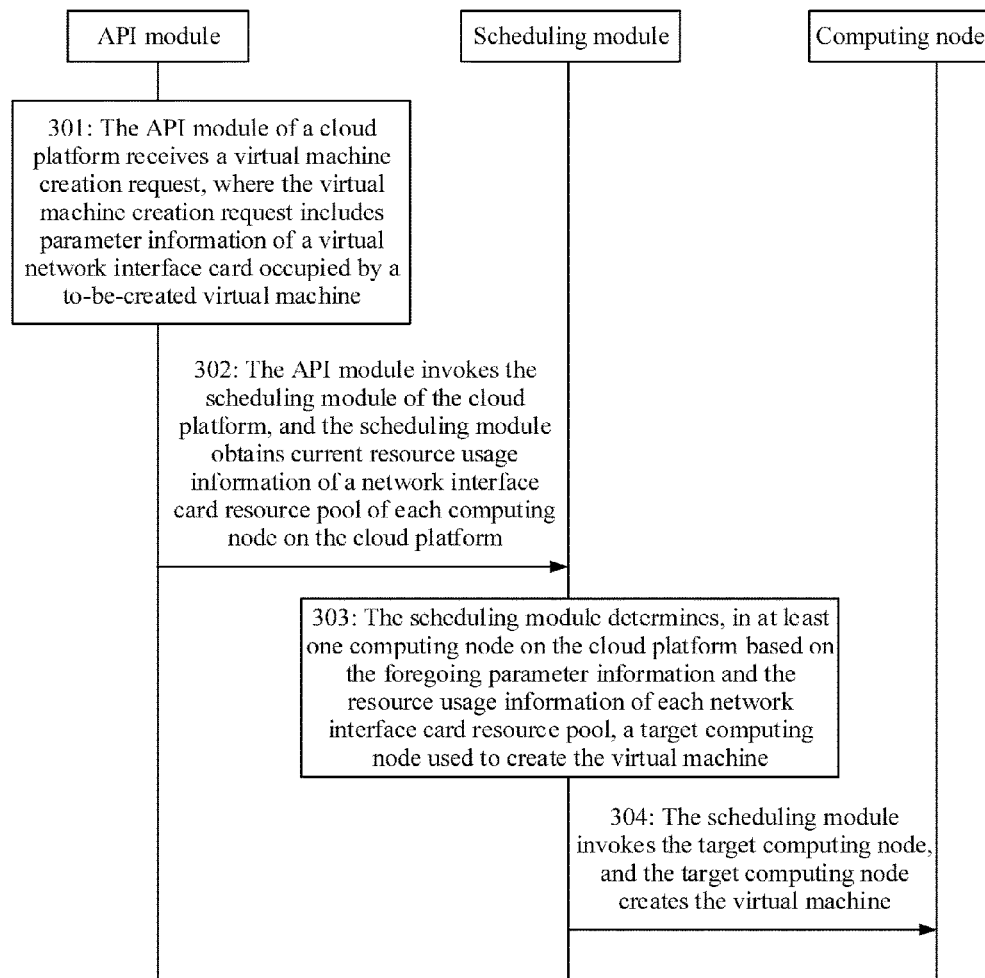 API module
Scheduling module
Computing node
301: The API module of a cloud
platform receives a virtual machine
creation request, where the virtual
machine creation request includes
parameter information of a virtual
network interface card occupied by a
to-be-created virtual machine
302: The API module invokes the
scheduling module of the cloud
platform, and the scheduling module
obtains current resource usage
information of a network interface
card resource pool of each computing
node on the cloud platform
303: The scheduling module determines, in at least
one computing node on the cloud platform based on
the foregoing parameter information and the
resource usage information of each network
interface card resource pool, a target computing
node used to create the virtual machine
304: The scheduling module
invokes the target computing node,
and the target computing node
creates the virtual machine